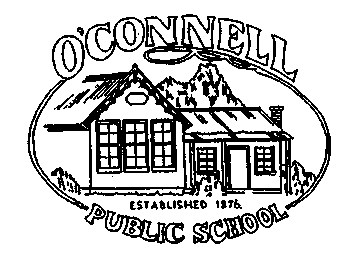 O'CONNELL
ESTABLISHED 1876.
PUBLIC SCHOOL